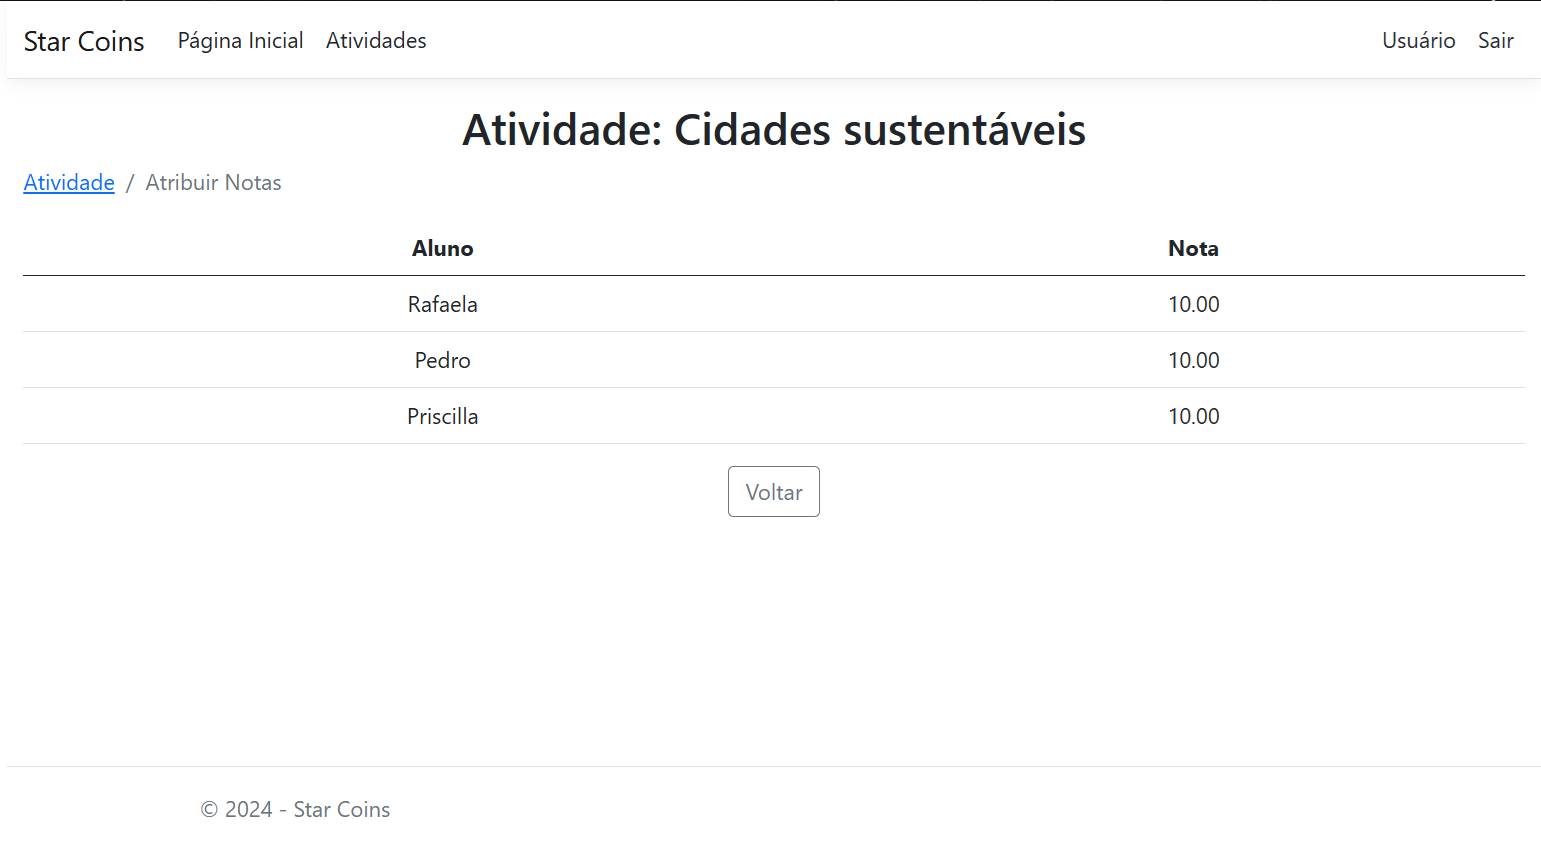 Star Coins Página Inicial Atividades Usuário Sair
Atividade: Cidades sustentáveis
Atividade / Atribuir Notas
Aluno Nota
Rafaela 10.00
Pedro 10.00
Priscilla 10.00
Voltar
© 2024 - Star Coins